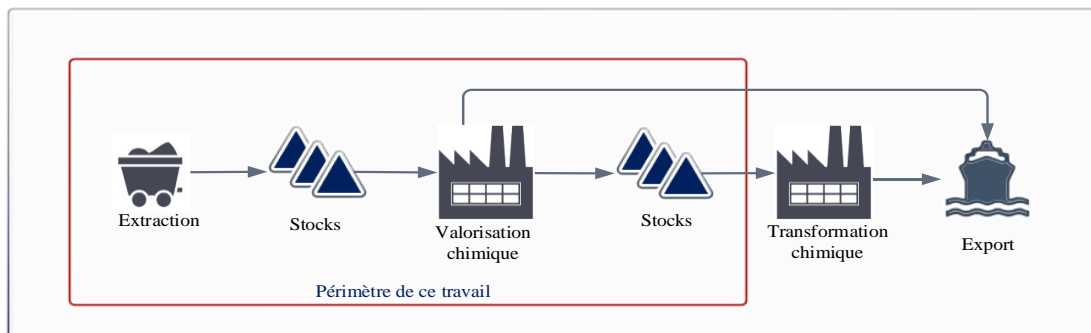 Extraction
Stocks
Valorisation
chimique
Stocks
Transformation
chimique
Export
Périmètre de ce travail